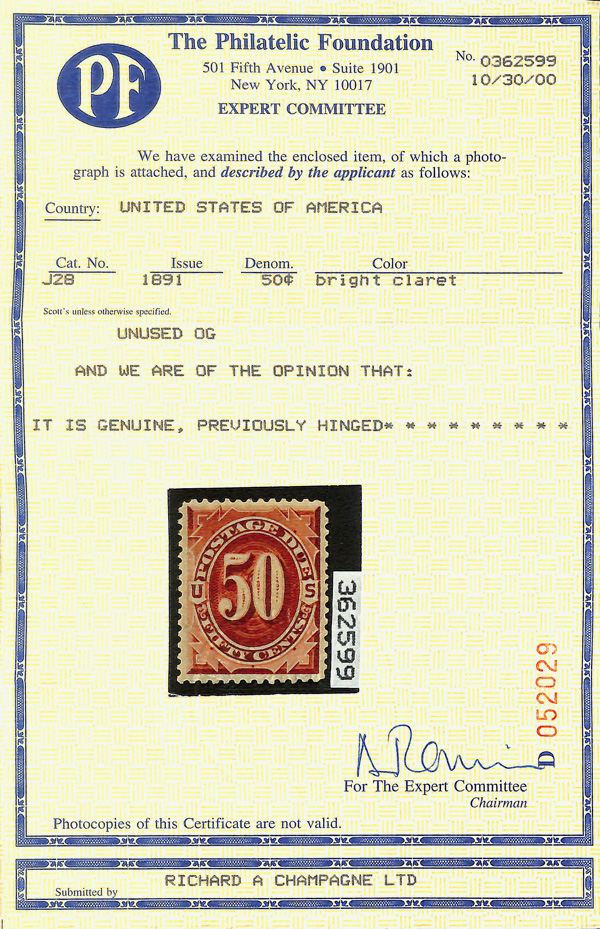 PF
The Philatelic Foundation
501 Fifth Avenue • Suite 1901
New York, NY 10017
EXPERT COMMITTEE
No. 0362599
10/30/00
We have examined the enclosed item, of which a photo-
graph is attached, and described by the applicant as follows:
Country: UNITED STATES OF AMERICA
Cat. No. Issue Denom. Color
J28 1891 50¢ bright claret
Scott's unless otherwise specified.
UNUSED OG
AND WE ARE OF THE OPINION THAT:
IT IS GENUINE, PREVIOUSLY HINGED* * * * * * * * * *
POSTAGE DUE
U 50 S
FIFTY CENTS
362599
D 052029
For The Expert Committee
Chairman
Photocopies of this Certificate are not valid.
RICHARD A CHAMPAGNE LTD
Submitted by